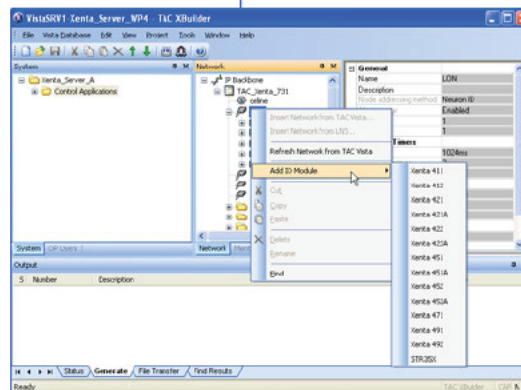 VistaSRV1-Xenta_Server_WP4 - TAC XBuilder
File Vista Database Edit View Project Tools Window Help
System
Network
Xenta_Server_A
Control Applications
IP Backbone
TAC_Xenta_731
online
General
Name LON
Description
Node addressing method Neuron ID
Enabled
1
1
Timers
1024ms
Insert Network from TAC Vista...
Insert Network from LNS...
Refresh Network from TAC Vista
Add IO Module
Cut
Copy
Paste
Delete
Rename
Find
Xenta 411
Xenta 412
Xenta 421
Xenta 421A
Xenta 422
Xenta 422A
Xenta 451
Xenta 451A
Xenta 452
Xenta 452A
Xenta 471
Xenta 491
Xenta 492
STR35X
System OP Users
Network
Output
S Number Description
Status Generate File Transfer Find Results
Ready
TAC XBuilder CAP